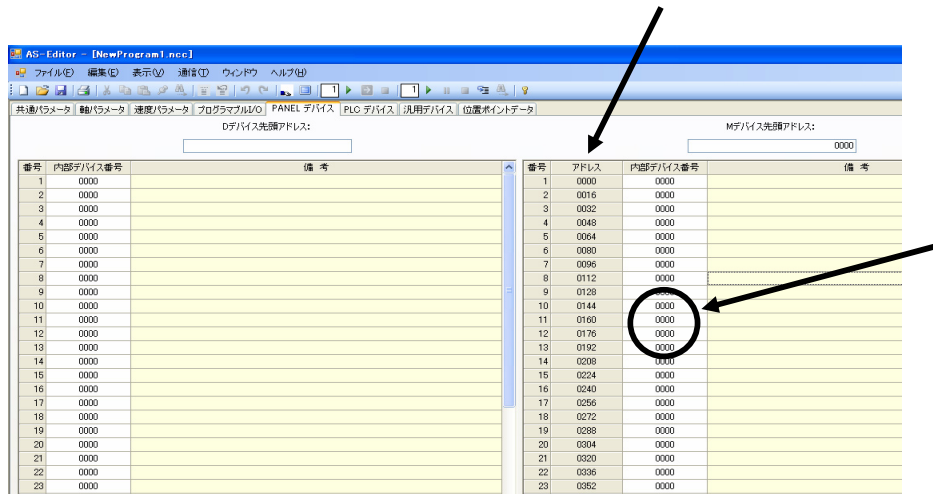 AS-Editor - [NewProgram1.ncc]
ファイル(F) 編集(E) 表示(V) 通信(T) ウィンドウ ヘルプ(H)
1 1
共通パラメータ 軸パラメータ 速度パラメータ プログラマブルI/O PANEL デバイス PLC デバイス 汎用デバイス 位置ポイントデータ
Dデバイス先頭アドレス: Mデバイス先頭アドレス:
0000
番号 内部デバイス番号 備 考 番号 アドレス 内部デバイス番号 備 考
1 0000 1 0000 0000
2 0000 2 0016 0000
3 0000 3 0032 0000
4 0000 4 0048 0000
5 0000 5 0064 0000
6 0000 6 0080 0000
7 0000 7 0096 0000
8 0000 8 0112 0000
9 0000 9 0128 0000
10 0000 10 0144 0000
11 0000 11 0160 0000
12 0000 12 0176 0000
13 0000 13 0192 0000
14 0000 14 0208 0000
15 0000 15 0224 0000
16 0000 16 0240 0000
17 0000 17 0256 0000
18 0000 18 0272 0000
19 0000 19 0288 0000
20 0000 20 0304 0000
21 0000 21 0320 0000
22 0000 22 0336 0000
23 0000 23 0352 0000